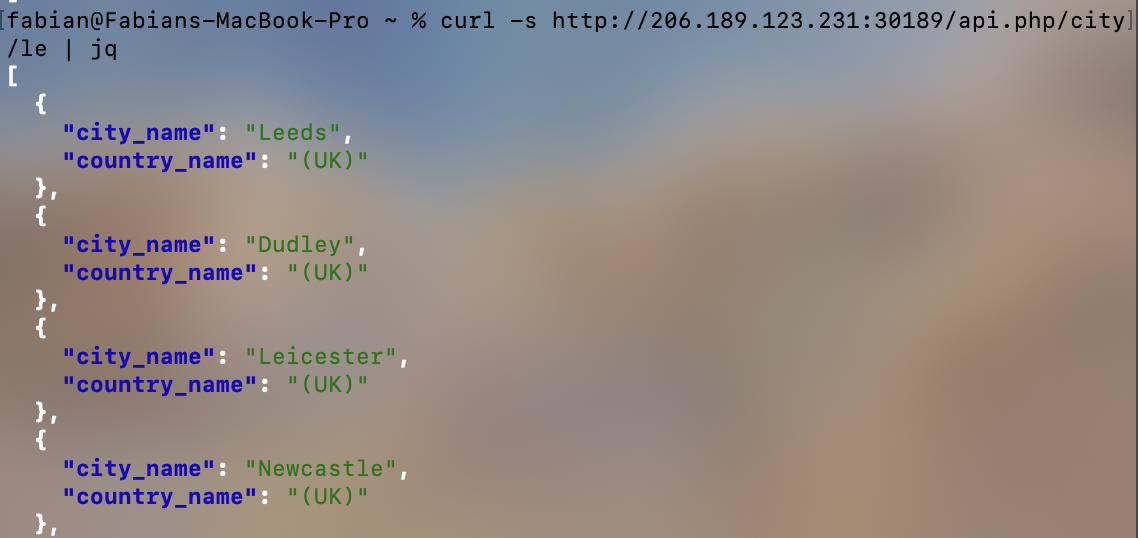 [fabian@Fabians-MacBook-Pro ~ % curl -s http://206.189.123.231:30189/api.php/city]
/le | jq
[
  {
    "city_name": "Leeds",
    "country_name": "(UK)"
  },
  {
    "city_name": "Dudley",
    "country_name": "(UK)"
  },
  {
    "city_name": "Leicester",
    "country_name": "(UK)"
  },
  {
    "city_name": "Newcastle",
    "country_name": "(UK)"
  },